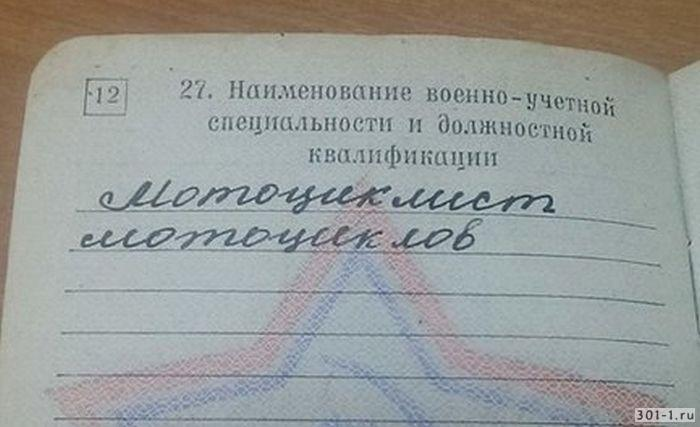 12
27. Наименование военно-учетной
специальности и должностной
квалификации
Мотоциклист
мотоциклов
301-1.ru